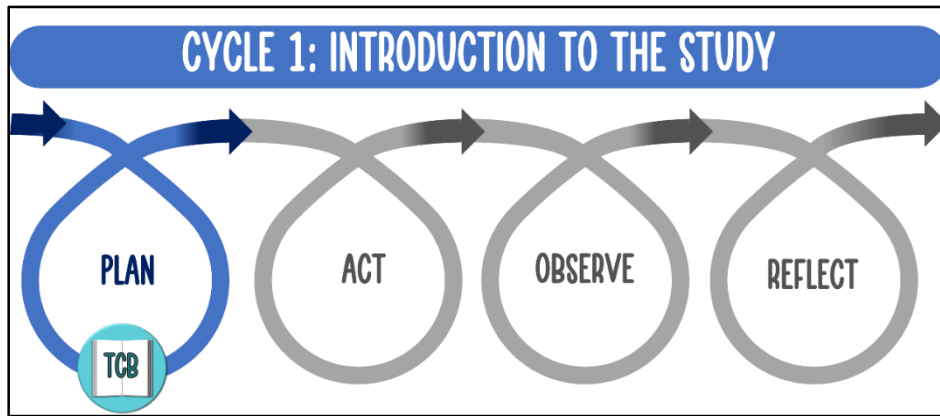 CYCLE 1: INTRODUCTION TO THE STUDY
PLAN
ACT
OBSERVE
REFLECT
TCB